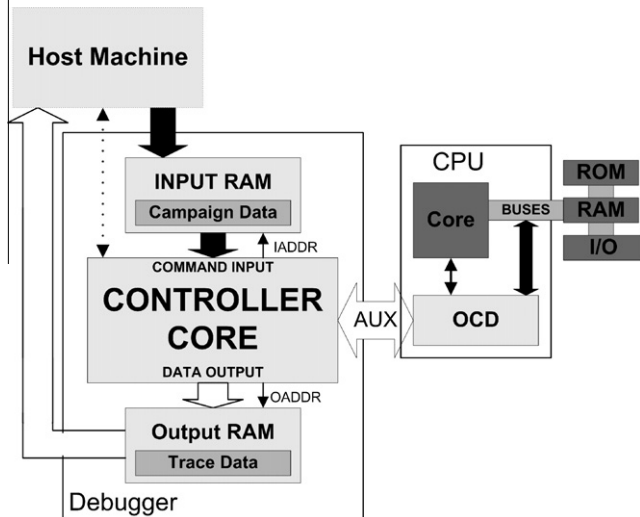 Host Machine
INPUT RAM
Campaign Data
IADDR
COMMAND INPUT
CONTROLLER
CORE
DATA OUTPUT
OADDR
Output RAM
Trace Data
Debugger
AUX
CPU
Core
BUSES
OCD
ROM
RAM
I/O